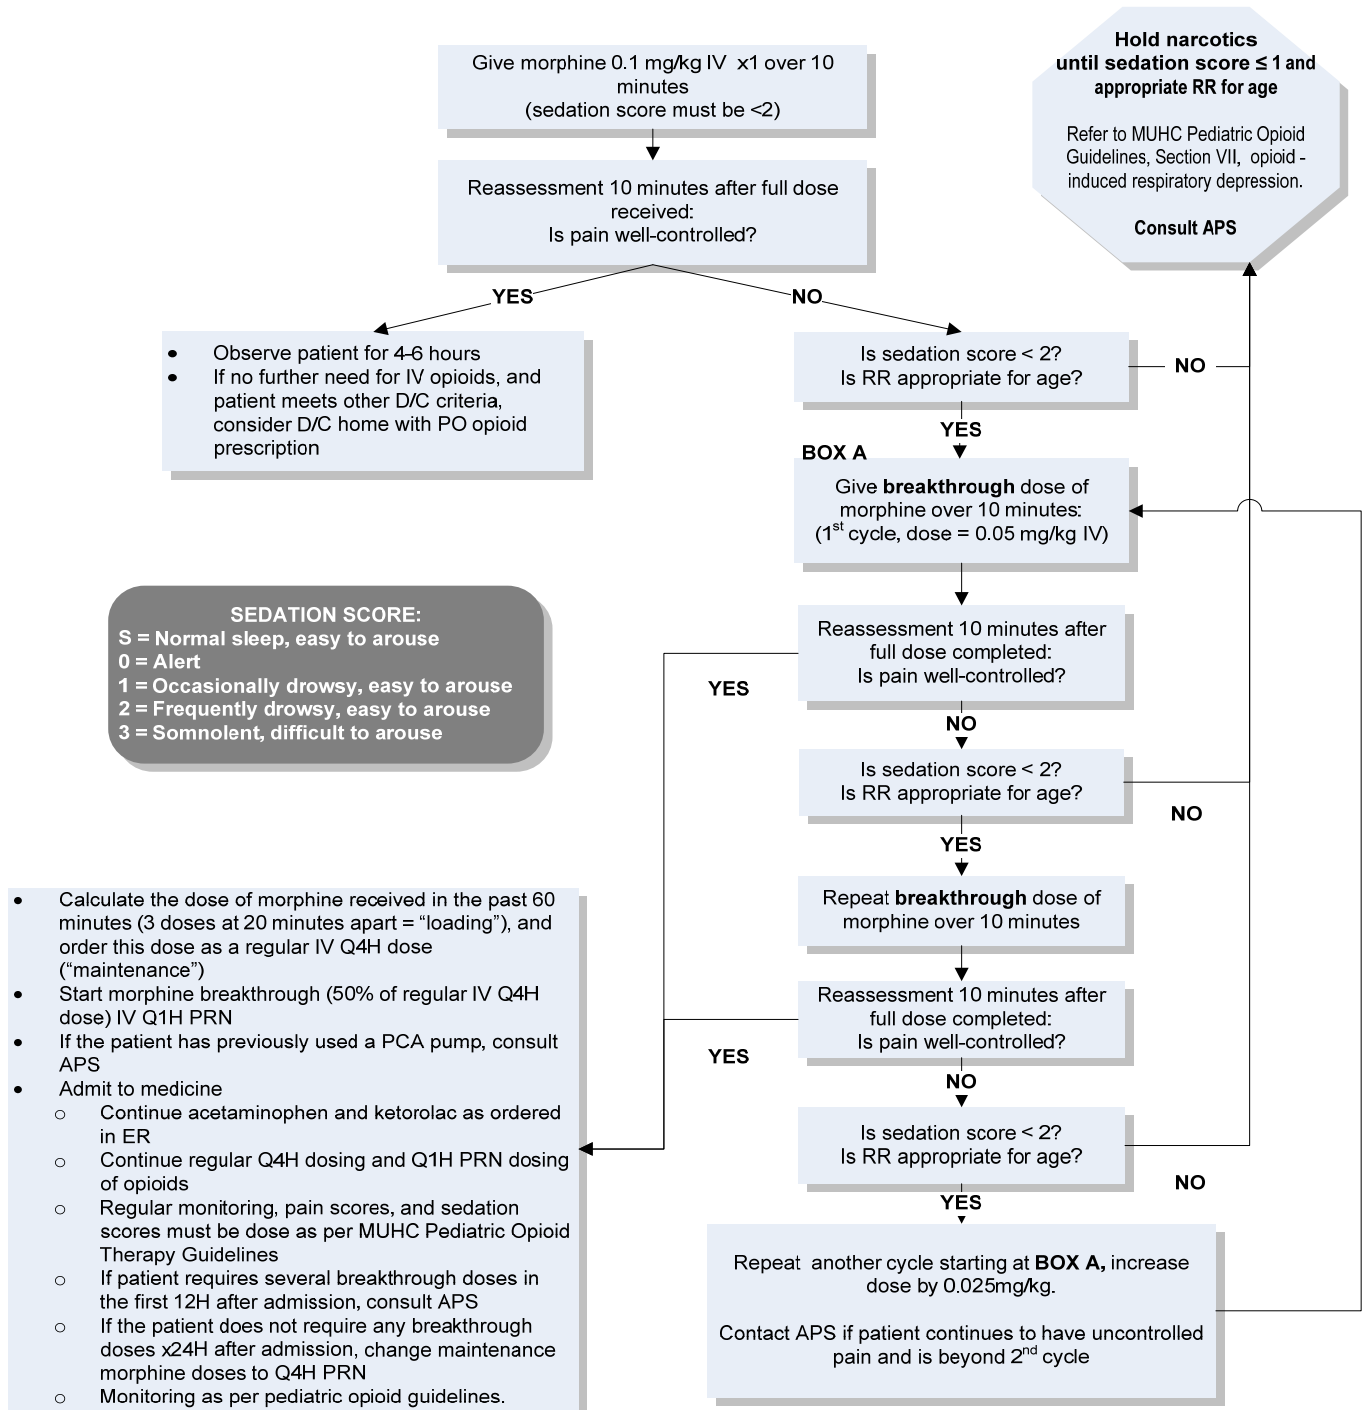 Give morphine 0.1 mg/kg IV x1 over 10
minutes
(sedation score must be <2)
Hold narcotics
until sedation score ≤ 1 and
appropriate RR for age
Refer to MUHC Pediatric Opioid
Guidelines, Section VII, opioid -
induced respiratory depression.
Consult APS
Reassessment 10 minutes after full dose
received:
Is pain well-controlled?
YES
NO
• Observe patient for 4-6 hours
• If no further need for IV opioids, and
patient meets other D/C criteria,
consider D/C home with PO opioid
prescription
Is sedation score < 2?
Is RR appropriate for age?
NO
YES
BOX A
Give breakthrough dose of
morphine over 10 minutes:
(1st cycle, dose = 0.05 mg/kg IV)
SEDATION SCORE:
S = Normal sleep, easy to arouse
0 = Alert
1 = Occasionally drowsy, easy to arouse
2 = Frequently drowsy, easy to arouse
3 = Somnolent, difficult to arouse
Reassessment 10 minutes after
full dose completed:
Is pain well-controlled?
YES
NO
Is sedation score < 2?
Is RR appropriate for age?
NO
YES
Repeat breakthrough dose of
morphine over 10 minutes
Reassessment 10 minutes after
full dose completed:
Is pain well-controlled?
YES
NO
Is sedation score < 2?
Is RR appropriate for age?
NO
YES
Repeat another cycle starting at BOX A, increase
dose by 0.025mg/kg.
Contact APS if patient continues to have uncontrolled
pain and is beyond 2nd cycle
• Calculate the dose of morphine received in the past 60
minutes (3 doses at 20 minutes apart = “loading”), and
order this dose as a regular IV Q4H dose
(“maintenance”)
• Start morphine breakthrough (50% of regular IV Q4H
dose) IV Q1H PRN
• If the patient has previously used a PCA pump, consult
APS
• Admit to medicine
o Continue acetaminophen and ketorolac as ordered
in ER
o Continue regular Q4H dosing and Q1H PRN dosing
of opioids
o Regular monitoring, pain scores, and sedation
scores must be dose as per MUHC Pediatric Opioid
Therapy Guidelines
o If patient requires several breakthrough doses in
the first 12H after admission, consult APS
o If the patient does not require any breakthrough
doses x24H after admission, change maintenance
morphine doses to Q4H PRN
o Monitoring as per pediatric opioid guidelines.